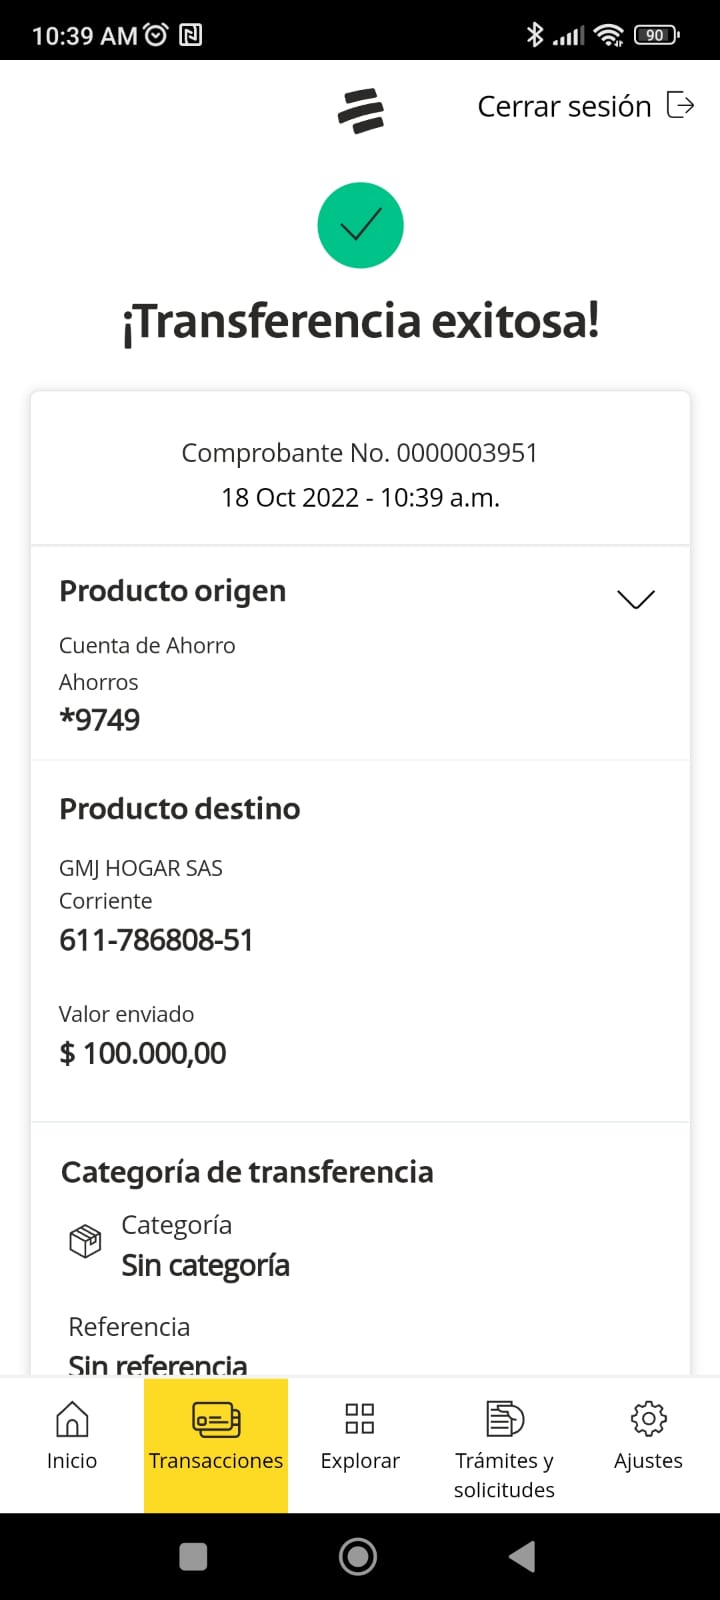 10:39 AM
90
Cerrar sesión
¡Transferencia exitosa!
Comprobante No. 0000003951
18 Oct 2022 - 10:39 a.m.
Producto origen
Cuenta de Ahorro
Ahorros
*9749
Producto destino
GMJ HOGAR SAS
Corriente
611-786808-51
Valor enviado
$ 100.000,00
Categoría de transferencia
Categoría
Sin categoría
Referencia
Sin referencia
Inicio
Transacciones
Explorar
Trámites y
solicitudes
Ajustes